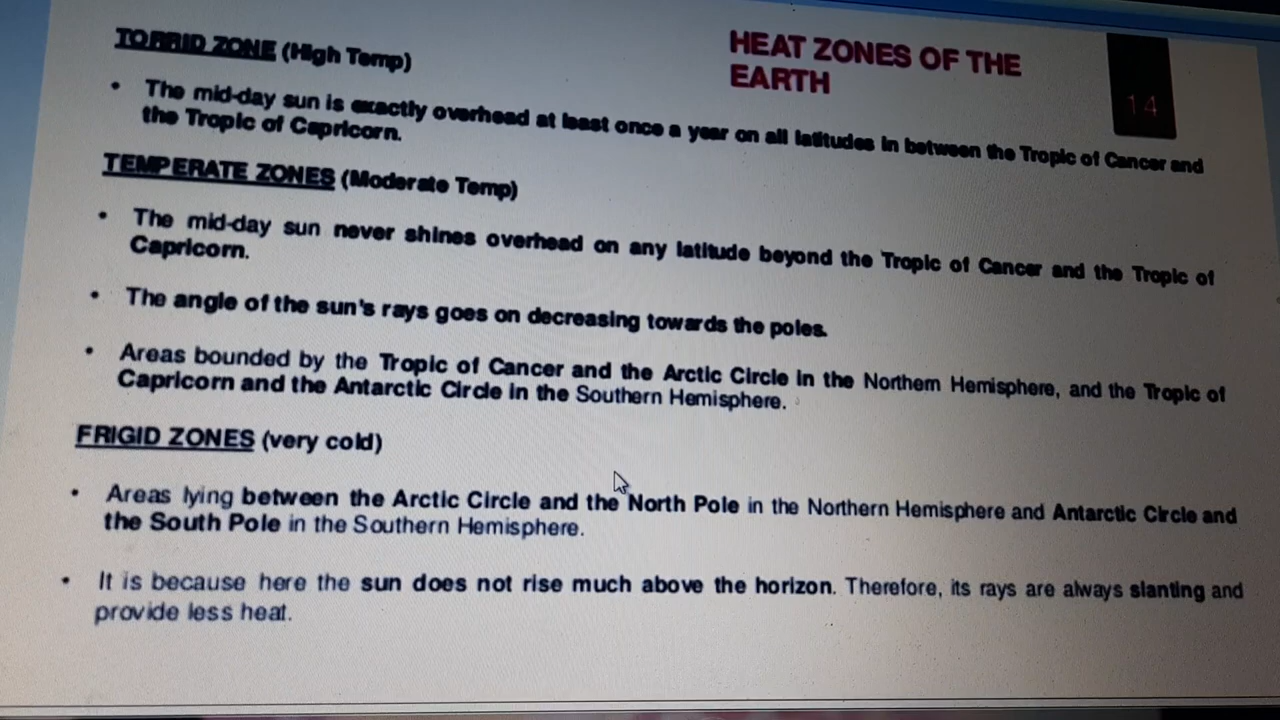 HEAT ZONES OF THE
EARTH
14
TORRID ZONE (High Temp)
• The mid-day sun is exactly overhead at least once a year on all latitudes in between the Tropic of Cancer and
the Tropic of Capricorn.
TEMPERATE ZONES (Moderate Temp)
• The mid-day sun never shines overhead on any latitude beyond the Tropic of Cancer and the Tropic of
Capricorn.
• The angle of the sun's rays goes on decreasing towards the poles.
• Areas bounded by the Tropic of Cancer and the Arctic Circle in the Northern Hemisphere, and the Tropic of
Capricorn and the Antarctic Circle in the Southern Hemisphere.
FRIGID ZONES (very cold)
• Areas lying between the Arctic Circle and the North Pole in the Northern Hemisphere and Antarctic Circle and
the South Pole in the Southern Hemisphere.
• It is because here the sun does not rise much above the horizon. Therefore, its rays are always slanting and
provide less heat.